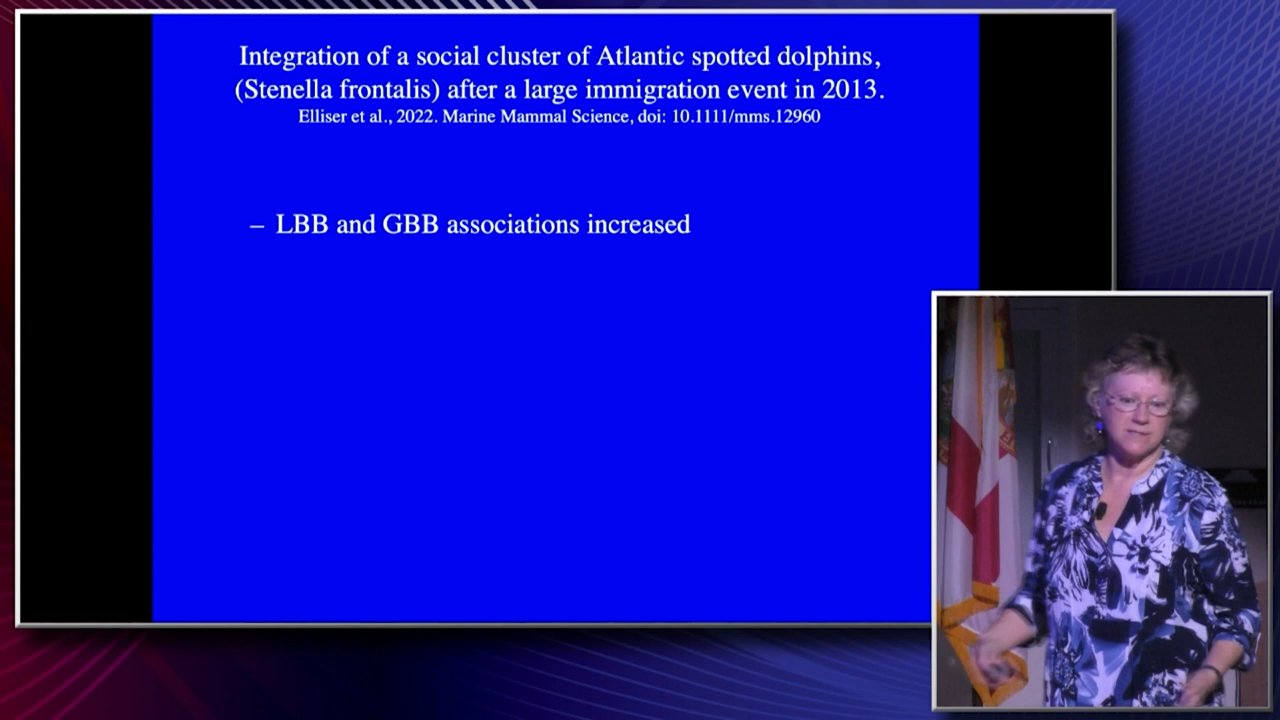 Integration of a social cluster of Atlantic spotted dolphins,
(Stenella frontalis) after a large immigration event in 2013.
Elliser et al., 2022. Marine Mammal Science, doi: 10.1111/mms.12960
– LBB and GBB associations increased